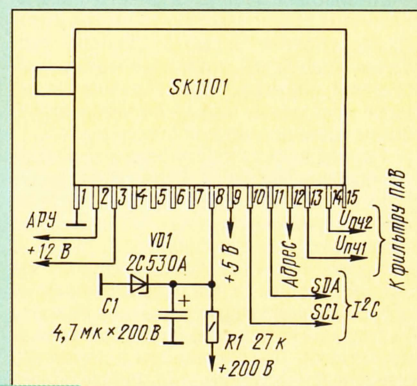 SK1101
1 2 3 4 5 6 7 8 9 10 11 12 13 14 15
АРУ
+12 В
VD1
2С530А
C1
4,7 мк × 200 В
+
R1 27 к
+200 В
+5 В
Адрес
Uпч2
Uпч1
К фильтру ПАВ
SDA
SCL
I²C